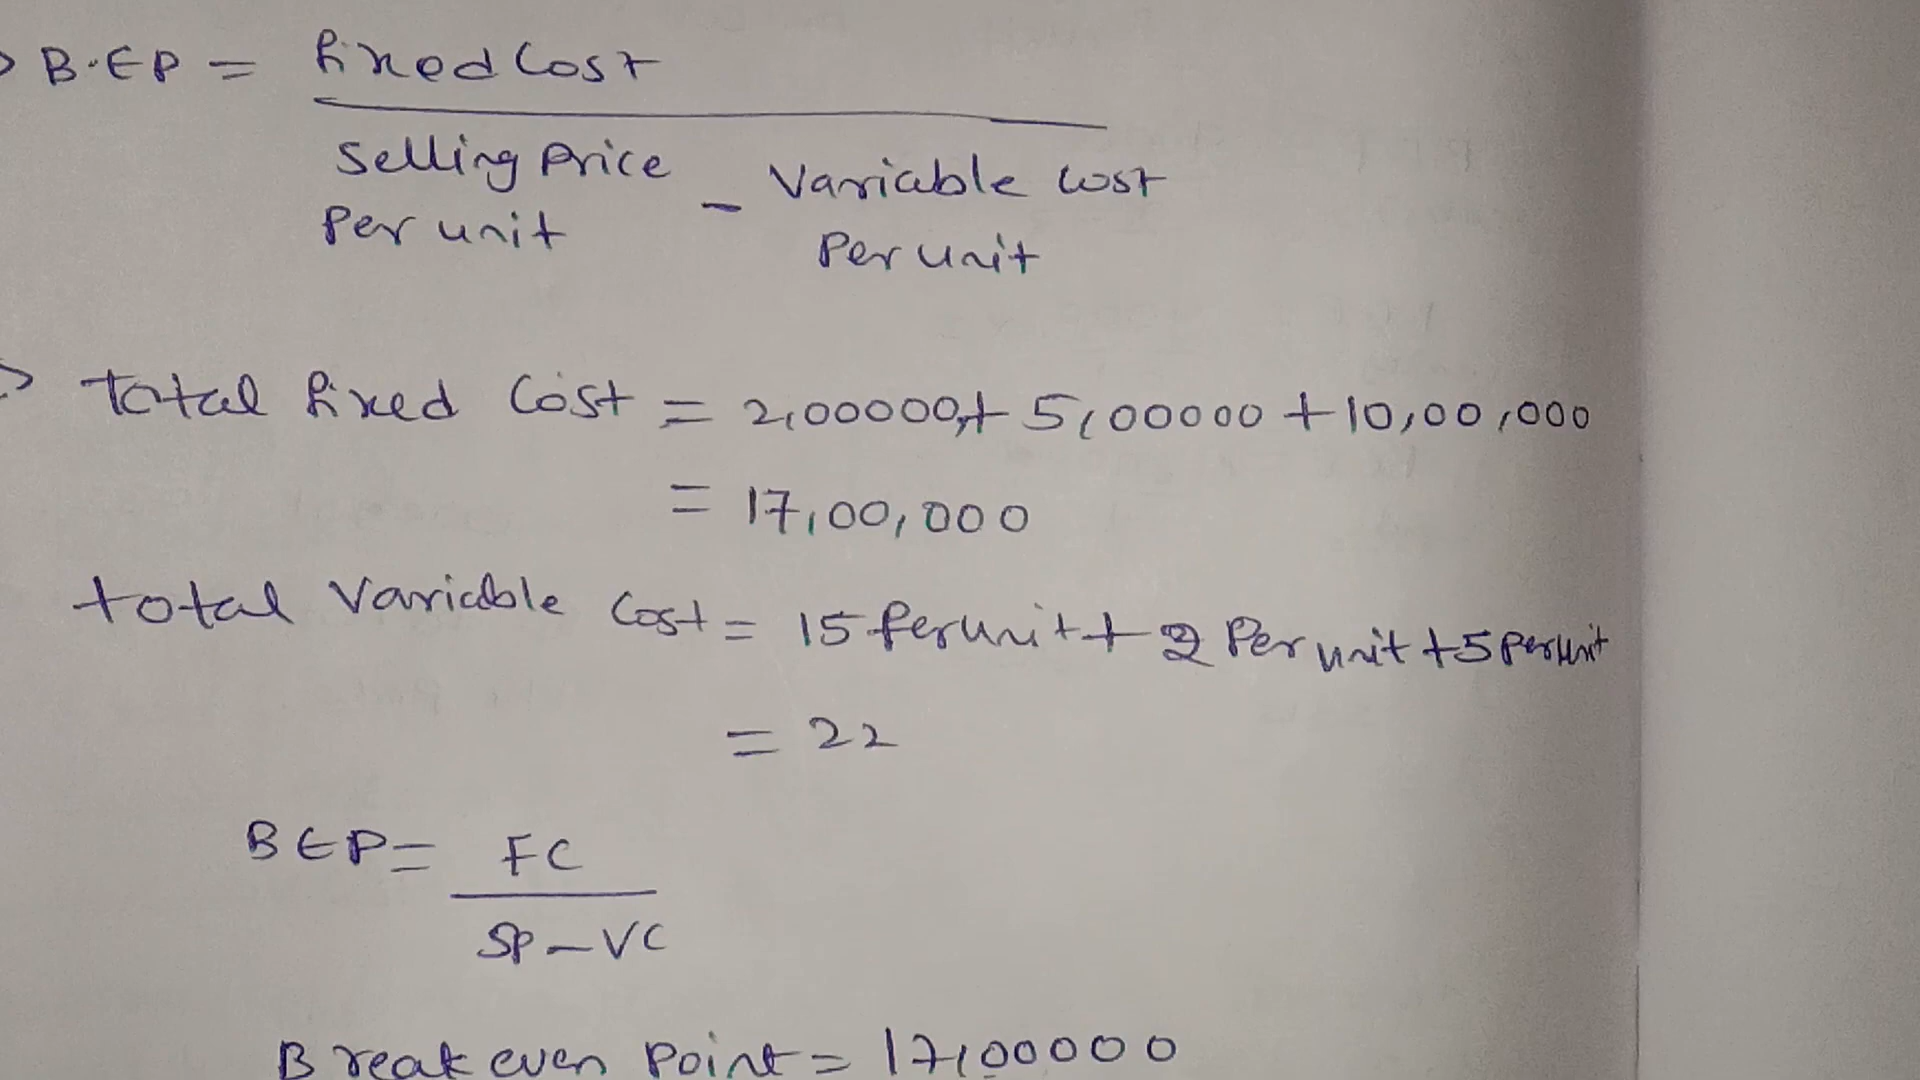 B.EP = fixed Cost
selling price - Variable cost
Per unit Per unit
Total fixed Cost = 2,00000,+ 5,00000 + 10,00,000
= 17,00,000
total Variable Cost = 15 Per unit + 2 Per unit + 5 per unit
= 22
BEP = FC
SP - VC
Break even Point = 17,00000